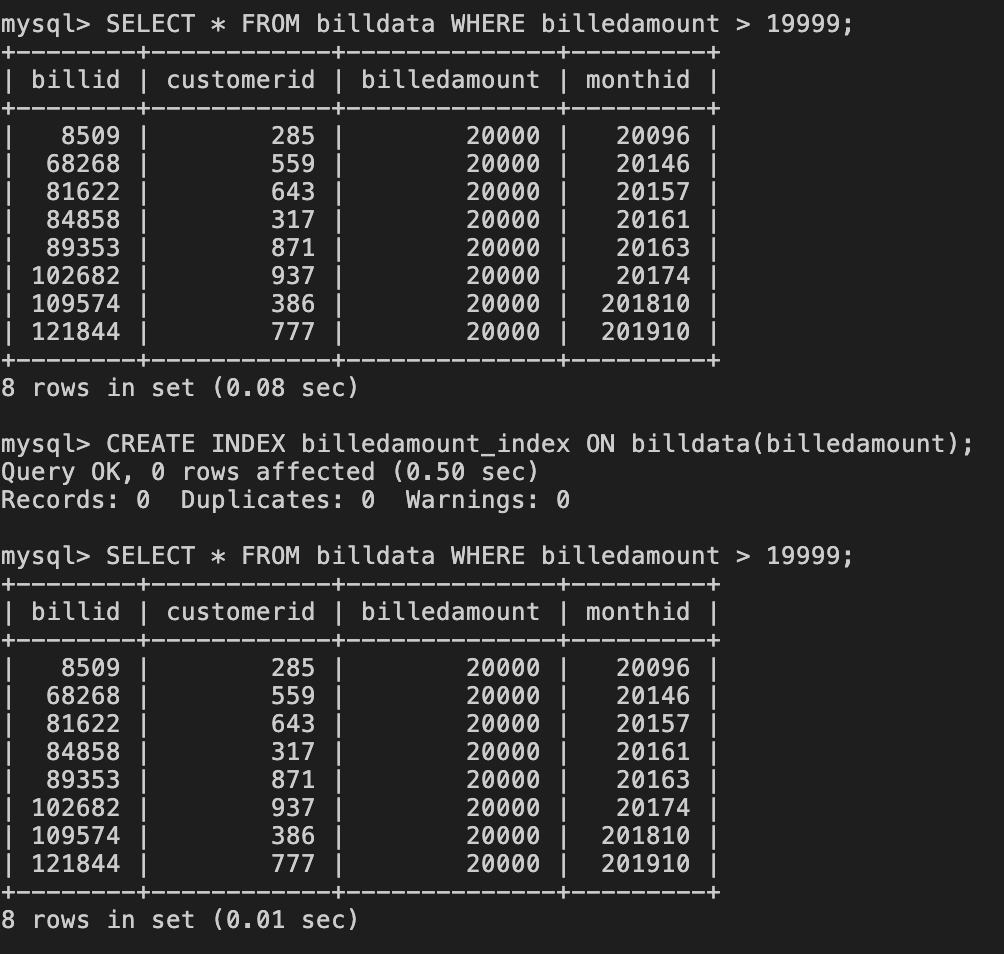 mysql> SELECT * FROM billdata WHERE billedamount > 19999;
+--------+------------+--------------+---------+
| billid | customerid | billedamount | monthid |
+--------+------------+--------------+---------+
|   8509 |        285 |        20000 |   20096 |
|  68268 |        559 |        20000 |   20146 |
|  81622 |        643 |        20000 |   20157 |
|  84858 |        317 |        20000 |   20161 |
|  89353 |        871 |        20000 |   20163 |
| 102682 |        937 |        20000 |   20174 |
| 109574 |        386 |        20000 |  201810 |
| 121844 |        777 |        20000 |  201910 |
+--------+------------+--------------+---------+
8 rows in set (0.08 sec)

mysql> CREATE INDEX billedamount_index ON billdata(billedamount);
Query OK, 0 rows affected (0.50 sec)
Records: 0  Duplicates: 0  Warnings: 0

mysql> SELECT * FROM billdata WHERE billedamount > 19999;
+--------+------------+--------------+---------+
| billid | customerid | billedamount | monthid |
+--------+------------+--------------+---------+
|   8509 |        285 |        20000 |   20096 |
|  68268 |        559 |        20000 |   20146 |
|  81622 |        643 |        20000 |   20157 |
|  84858 |        317 |        20000 |   20161 |
|  89353 |        871 |        20000 |   20163 |
| 102682 |        937 |        20000 |   20174 |
| 109574 |        386 |        20000 |  201810 |
| 121844 |        777 |        20000 |  201910 |
+--------+------------+--------------+---------+
8 rows in set (0.01 sec)